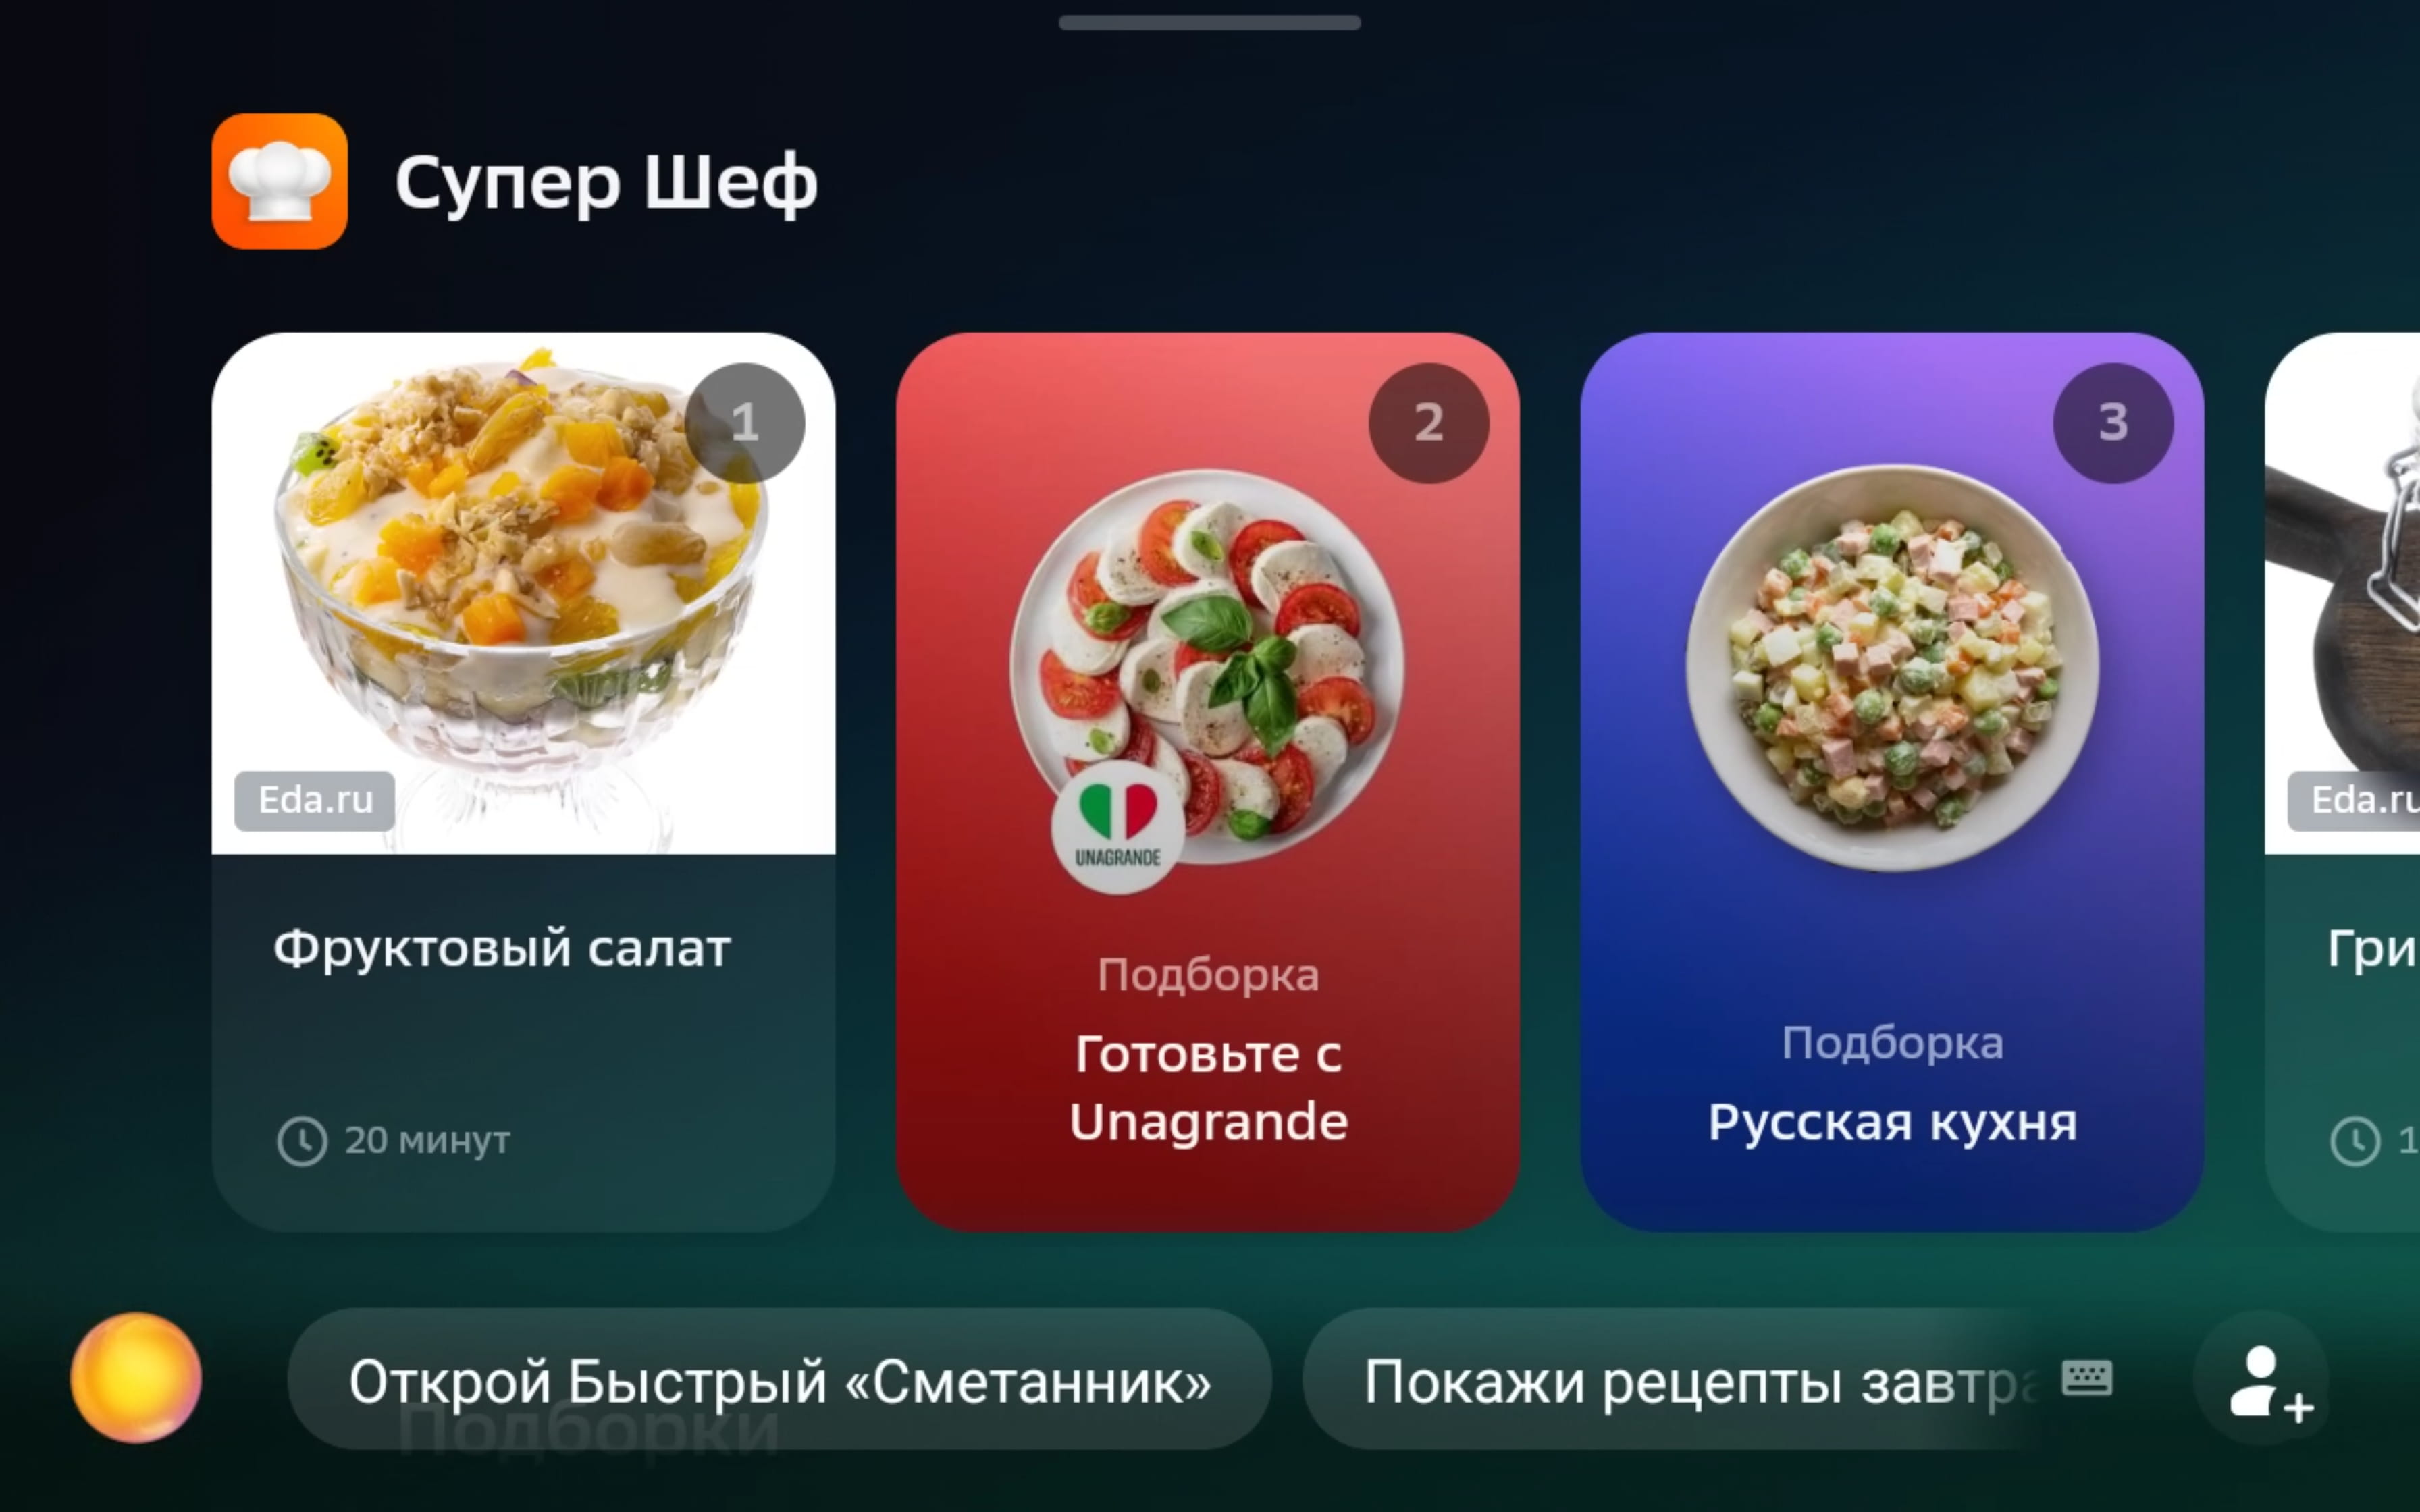 Супер Шеф
1
Eda.ru
Фруктовый салат
20 минут
2
UNAGRANDE
Подборка
Готовьте с
Unagrande
3
Подборка
Русская кухня
Eda.ru
Гри
1
Открой Быстрый «Сметанник»
Покажи рецепты завтра
Подборки